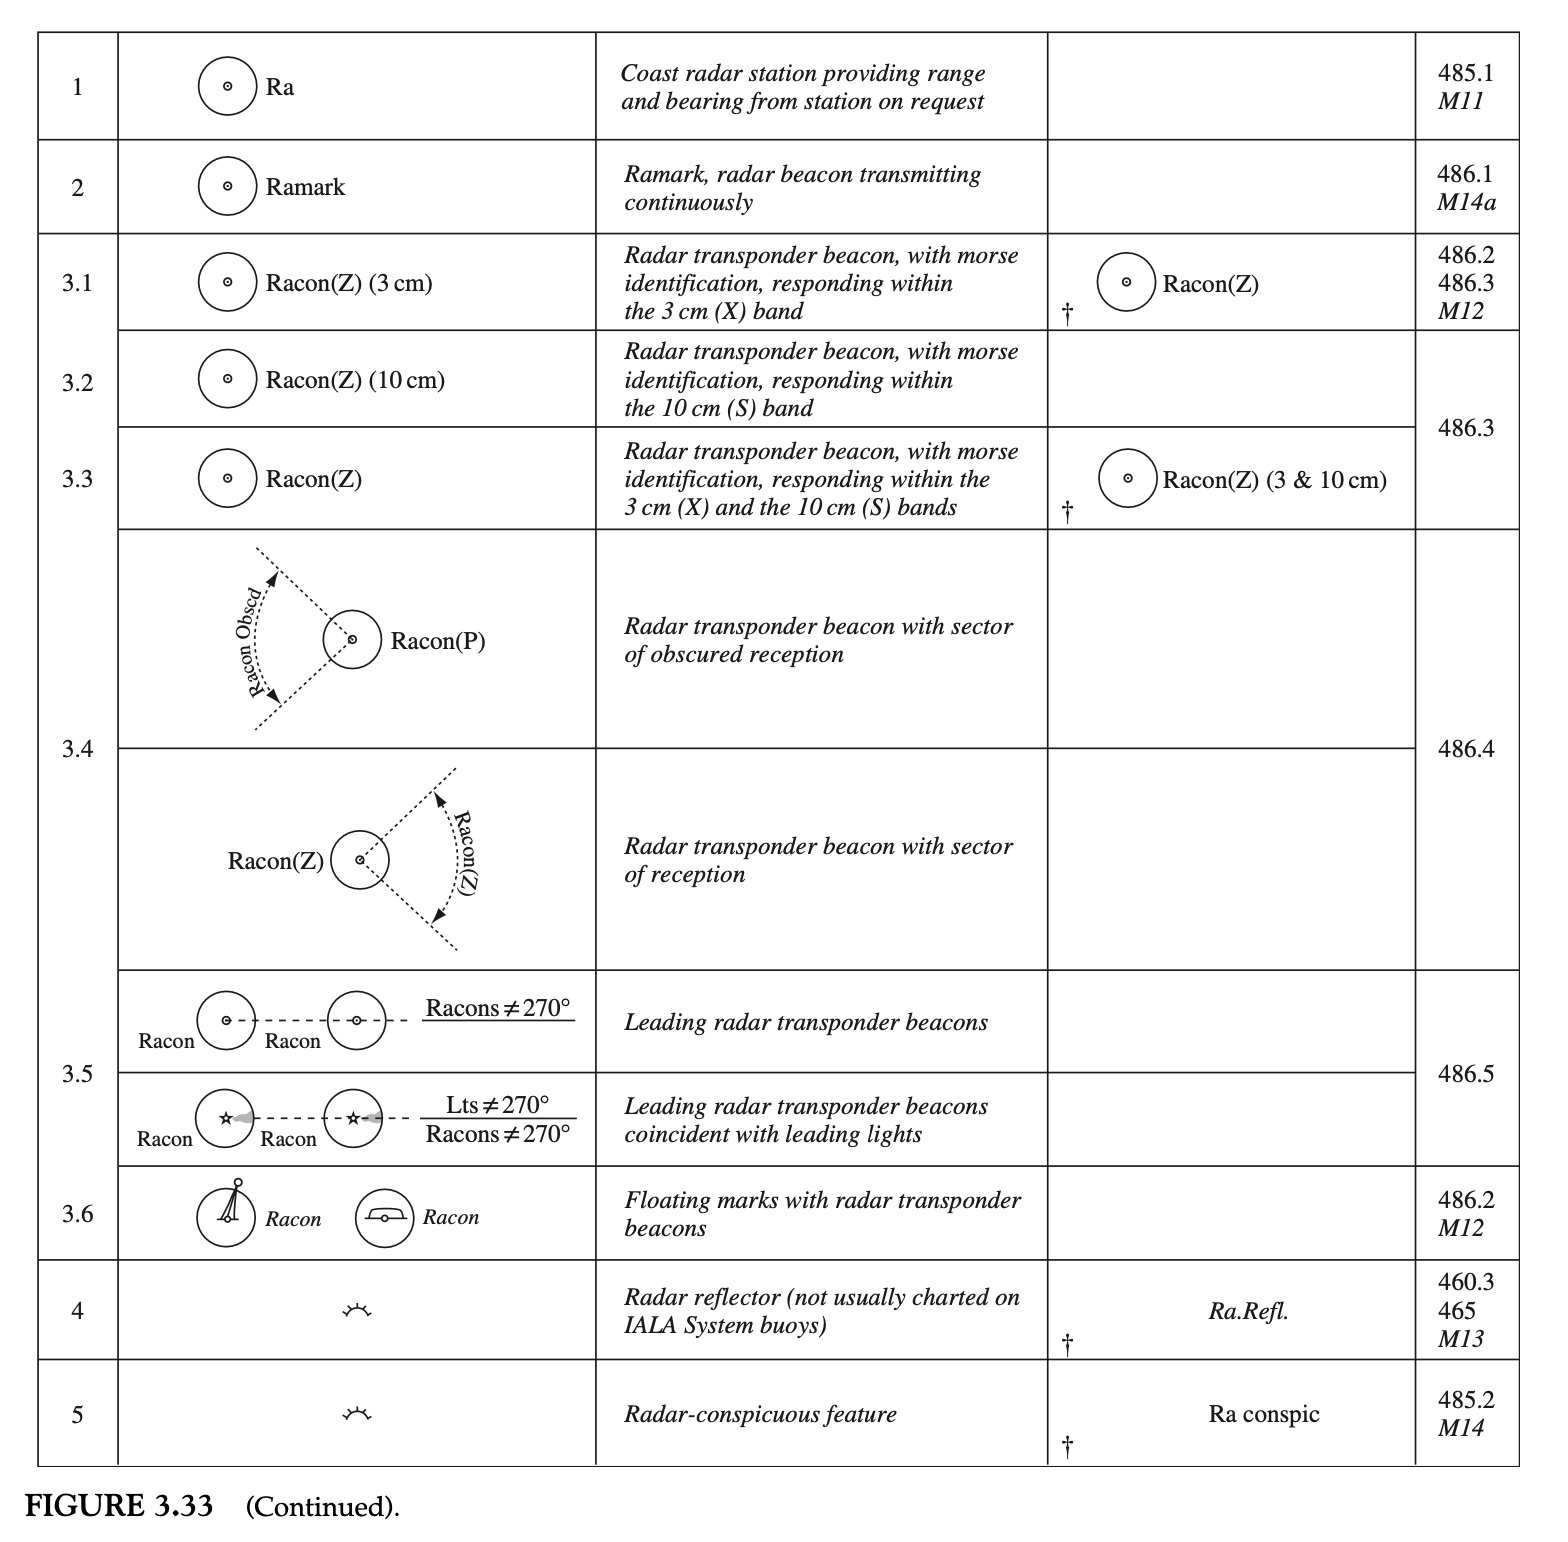 1
Ra
Coast radar station providing range
and bearing from station on request
485.1
M11
2
Ramark
Ramark, radar beacon transmitting
continuously
486.1
M14a
3.1
Racon(Z) (3 cm)
Radar transponder beacon, with morse
identification, responding within
the 3 cm (X) band
†
Racon(Z)
486.2
486.3
M12
3.2
Racon(Z) (10 cm)
Radar transponder beacon, with morse
identification, responding within
the 10 cm (S) band
486.3
3.3
Racon(Z)
Radar transponder beacon, with morse
identification, responding within the
3 cm (X) and the 10 cm (S) bands
†
Racon(Z) (3 & 10 cm)
3.4
Racon Obscd
Racon(P)
Radar transponder beacon with sector
of obscured reception
486.4
Racon(Z)
Racon(Z)
Radar transponder beacon with sector
of reception
3.5
Racon
Racon
Racons ≠ 270°
Leading radar transponder beacons
486.5
Racon
Racon
Lts ≠ 270°
Racons ≠ 270°
Leading radar transponder beacons
coincident with leading lights
3.6
Racon
Racon
Floating marks with radar transponder
beacons
486.2
M12
4
Radar reflector (not usually charted on
IALA System buoys)
†
Ra.Refl.
460.3
465
M13
5
Radar-conspicuous feature
†
Ra conspic
485.2
M14
FIGURE 3.33 (Continued).